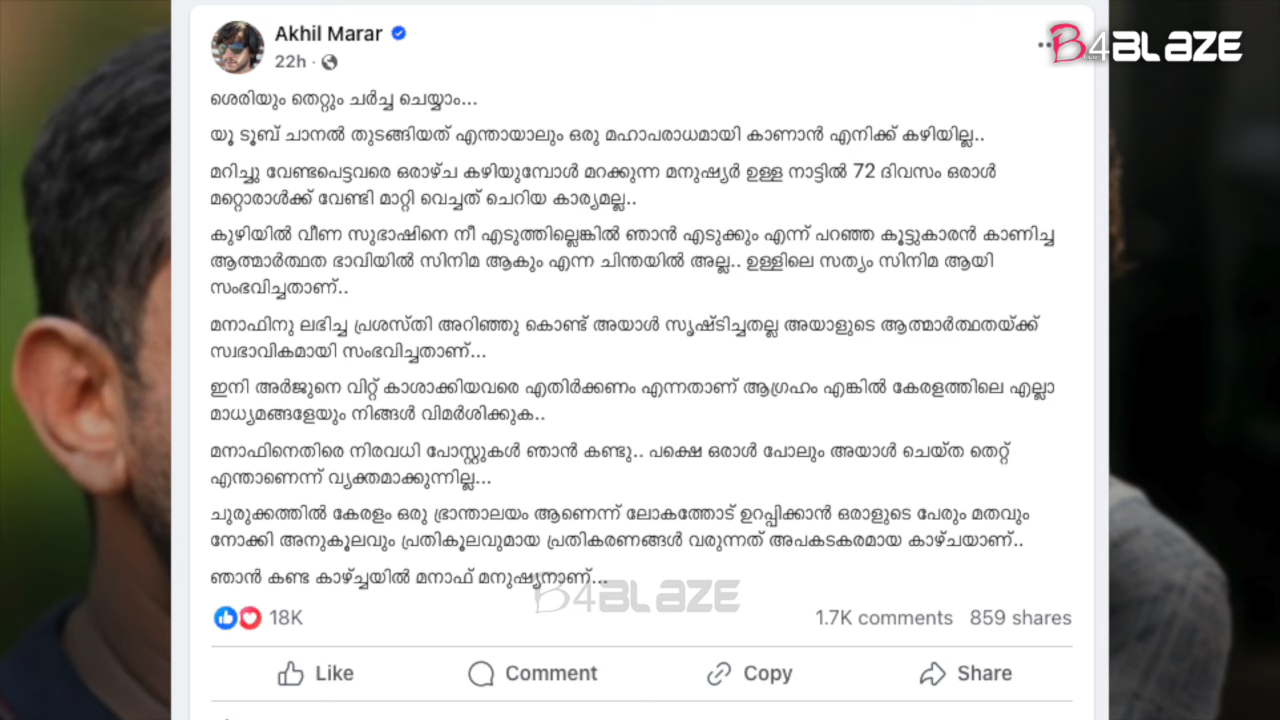 Akhil Marar
22h ·
B4BLAZE
ശെരിയും തെറ്റും ചർച്ച ചെയ്യാം...
യൂ ടൂബ് ചാനൽ തുടങ്ങിയത് എന്തായാലും ഒരു മഹാപരാധമായി കാണാൻ എനിക്ക് കഴിയില്ല..
മറിച്ചു വേണ്ടപെട്ടവരെ ഒരാഴ്ച കഴിയുമ്പോൾ മറക്കുന്ന മനുഷ്യർ ഉള്ള നാട്ടിൽ 72 ദിവസം ഒരാൾ
മറ്റൊരാൾക്ക് വേണ്ടി മാറ്റി വെച്ചത് ചെറിയ കാര്യമല്ല..
കുഴിയിൽ വീണ സുഭാഷിനെ നീ എടുത്തില്ലെങ്കിൽ ഞാൻ എടുക്കും എന്ന് പറഞ്ഞ കൂട്ടുകാരൻ കാണിച്ച
ആത്മാർത്ഥത ഭാവിയിൽ സിനിമ ആകും എന്ന ചിന്തയിൽ അല്ല.. ഉള്ളിലെ സത്യം സിനിമ ആയി
സംഭവിച്ചതാണ്..
മനാഫിനു ലഭിച്ച പ്രശസ്തി അറിഞ്ഞു കൊണ്ട് അയാൾ സൃഷ്ടിച്ചതല്ല അയാളുടെ ആത്മാർത്ഥതയ്ക്ക്
സ്വഭാവികമായി സംഭവിച്ചതാണ്...
ഇനി അർജുനെ വിറ്റ് കാശാക്കിയവരെ എതിർക്കണം എന്നതാണ് ആഗ്രഹം എങ്കിൽ കേരളത്തിലെ എല്ലാ
മാധ്യമങ്ങളേയും നിങ്ങൾ വിമർശിക്കുക..
മനാഫിനെതിരെ നിരവധി പോസ്റ്റുകൾ ഞാൻ കണ്ടു.. പക്ഷെ ഒരാൾ പോലും അയാൾ ചെയ്ത തെറ്റ്
എന്താണെന്ന് വ്യക്തമാക്കുന്നില്ല...
ചുരുക്കത്തിൽ കേരളം ഒരു ഭ്രാന്താലയം ആണെന്ന് ലോകത്തോട് ഉറപ്പിക്കാൻ ഒരാളുടെ പേരും മതവും
നോക്കി അനുകൂലവും പ്രതികൂലവുമായ പ്രതികരണങ്ങൾ വരുന്നത് അപകടകരമായ കാഴ്ചയാണ്..
ഞാൻ കണ്ട കാഴ്ച്ചയിൽ മനാഫ് മനുഷ്യനാണ്...
B4BLAZE
18K 1.7K comments 859 shares
Like Comment Copy Share